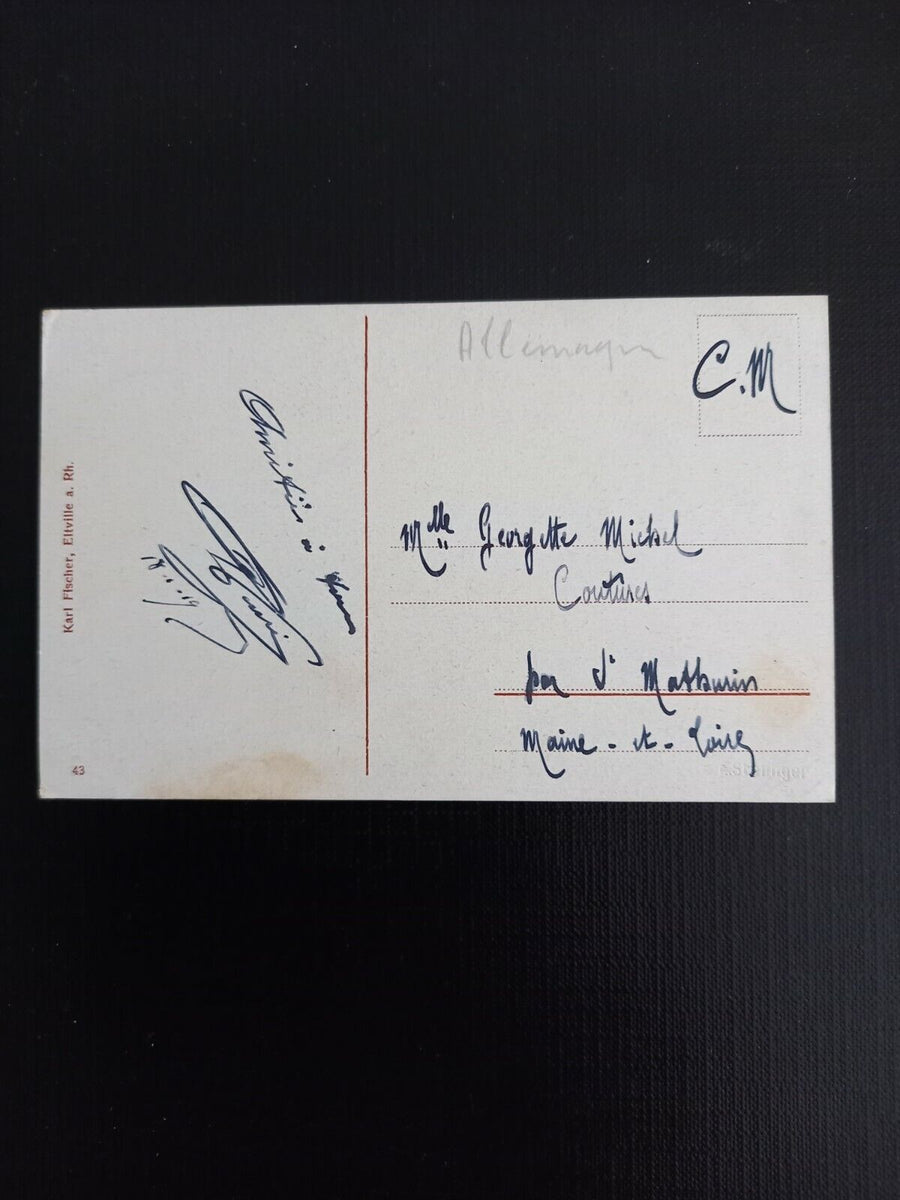 Karl Fischer, Eltville a. Rh.
43
à
Allemagne
C.M
Mlle Georgette Michel
Coutures
par St Mathurin
Maine-et-Loire